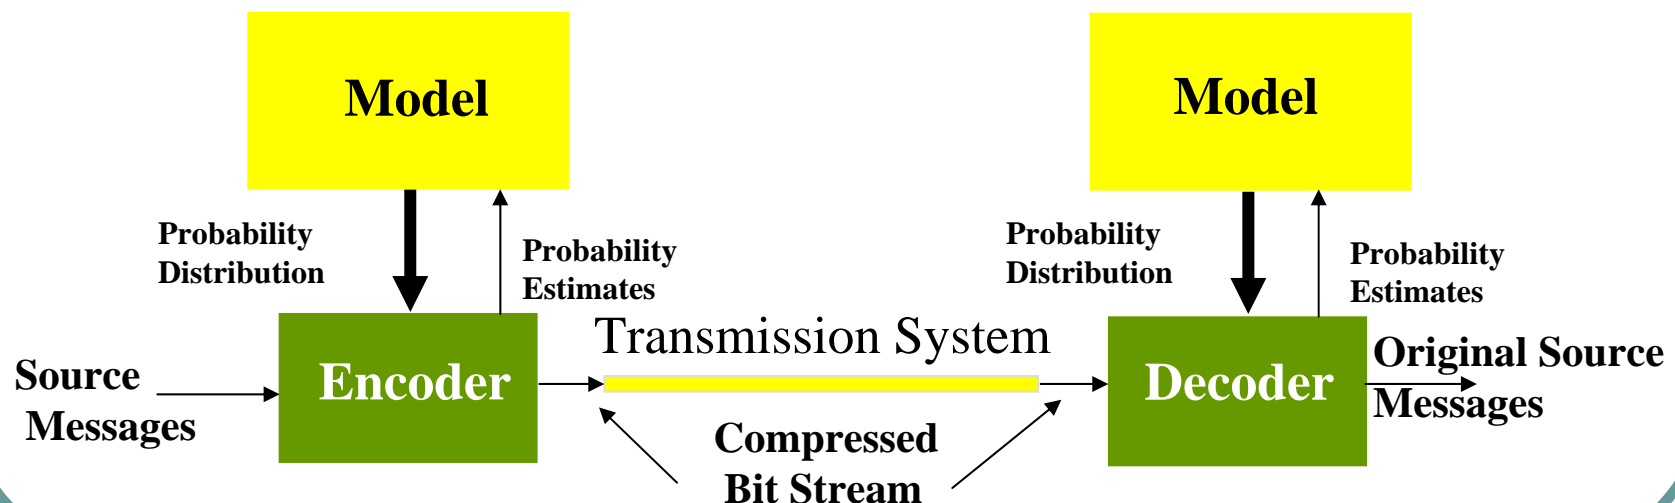 Model
Model
Probability
Distribution
Probability
Estimates
Probability
Distribution
Probability
Estimates
Transmission System
Source
Messages
Encoder
Decoder
Original Source
Messages
Compressed
Bit Stream